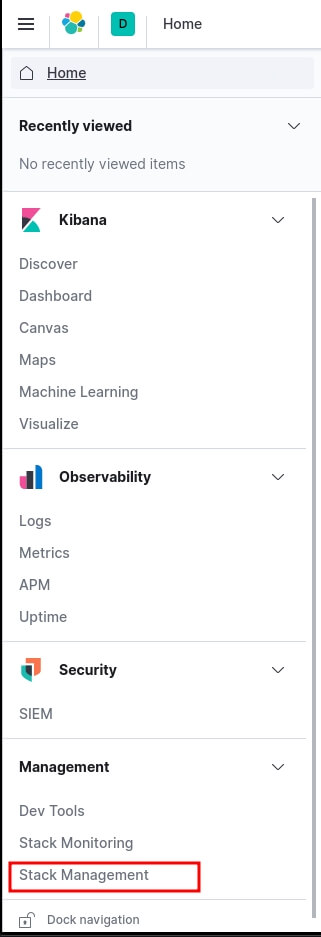 D Home
Home
Recently viewed
No recently viewed items
Kibana
Discover
Dashboard
Canvas
Maps
Machine Learning
Visualize
Observability
Logs
Metrics
APM
Uptime
Security
SIEM
Management
Dev Tools
Stack Monitoring
Stack Management
Dock navigation